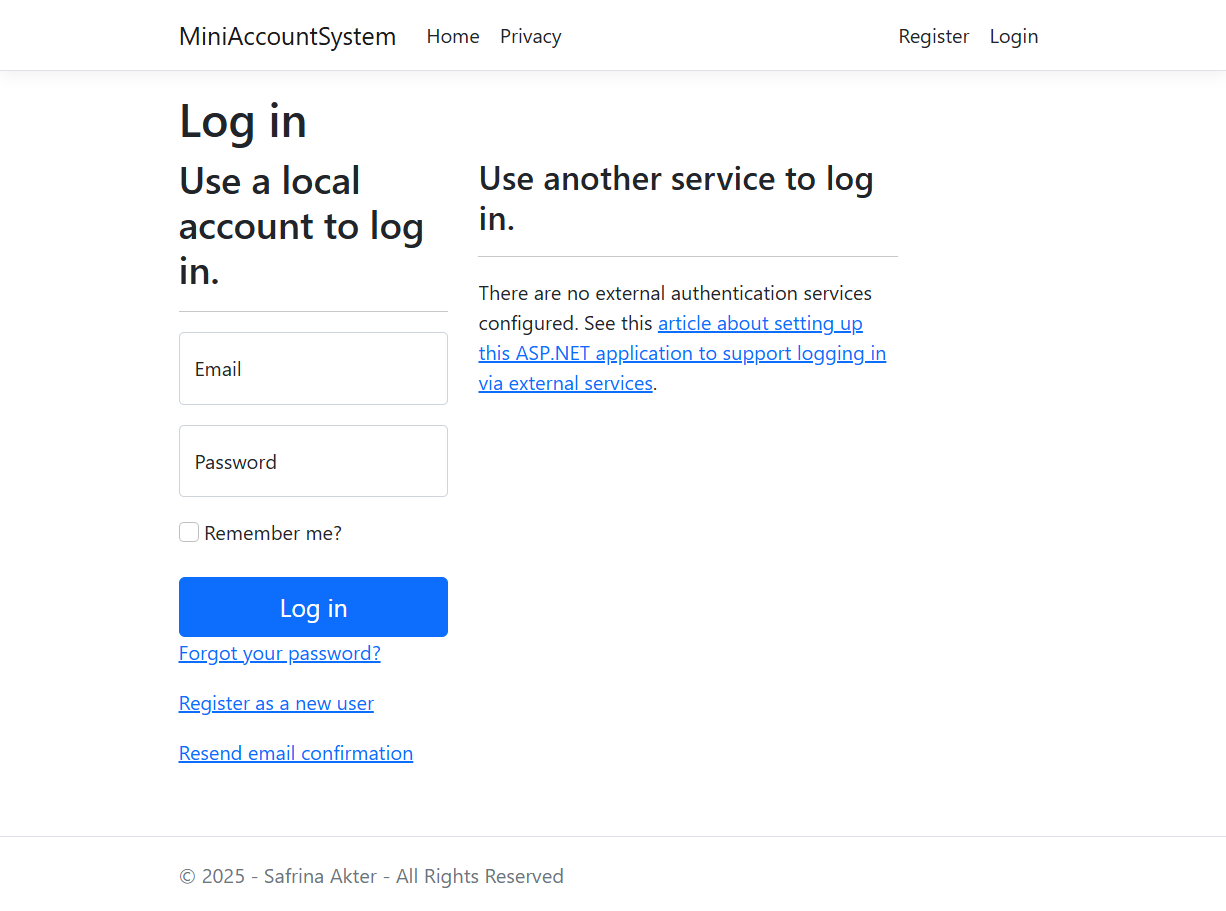 MiniAccountSystem Home Privacy Register Login
Log in
Use a local
account to log
in.
Email
Password
Remember me?
Log in
Forgot your password?
Register as a new user
Resend email confirmation
Use another service to log
in.
There are no external authentication services
configured. See this article about setting up
this ASP.NET application to support logging in
via external services.
© 2025 - Safrina Akter - All Rights Reserved